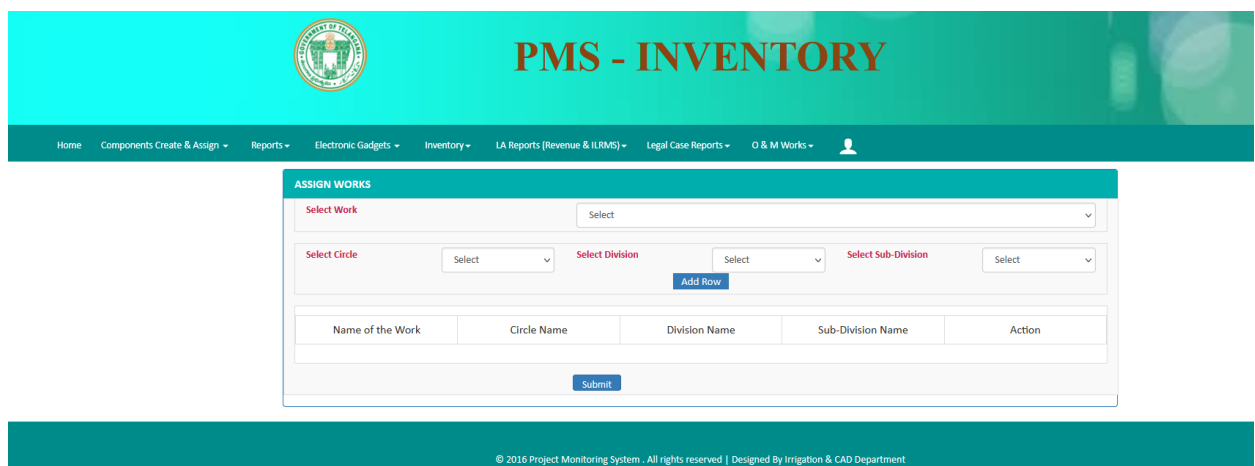 GOVERNMENT OF TELANGANA
PMS - INVENTORY
Home Components Create & Assign Reports Electronic Gadgets Inventory LA Reports (Revenue & ILRMS) Legal Case Reports O & M Works
ASSIGN WORKS
Select Work Select
Select Circle Select Select Division Select Select Sub-Division Select
Add Row
Name of the Work Circle Name Division Name Sub-Division Name Action
Submit
© 2016 Project Monitoring System . All rights reserved | Designed By Irrigation & CAD Department